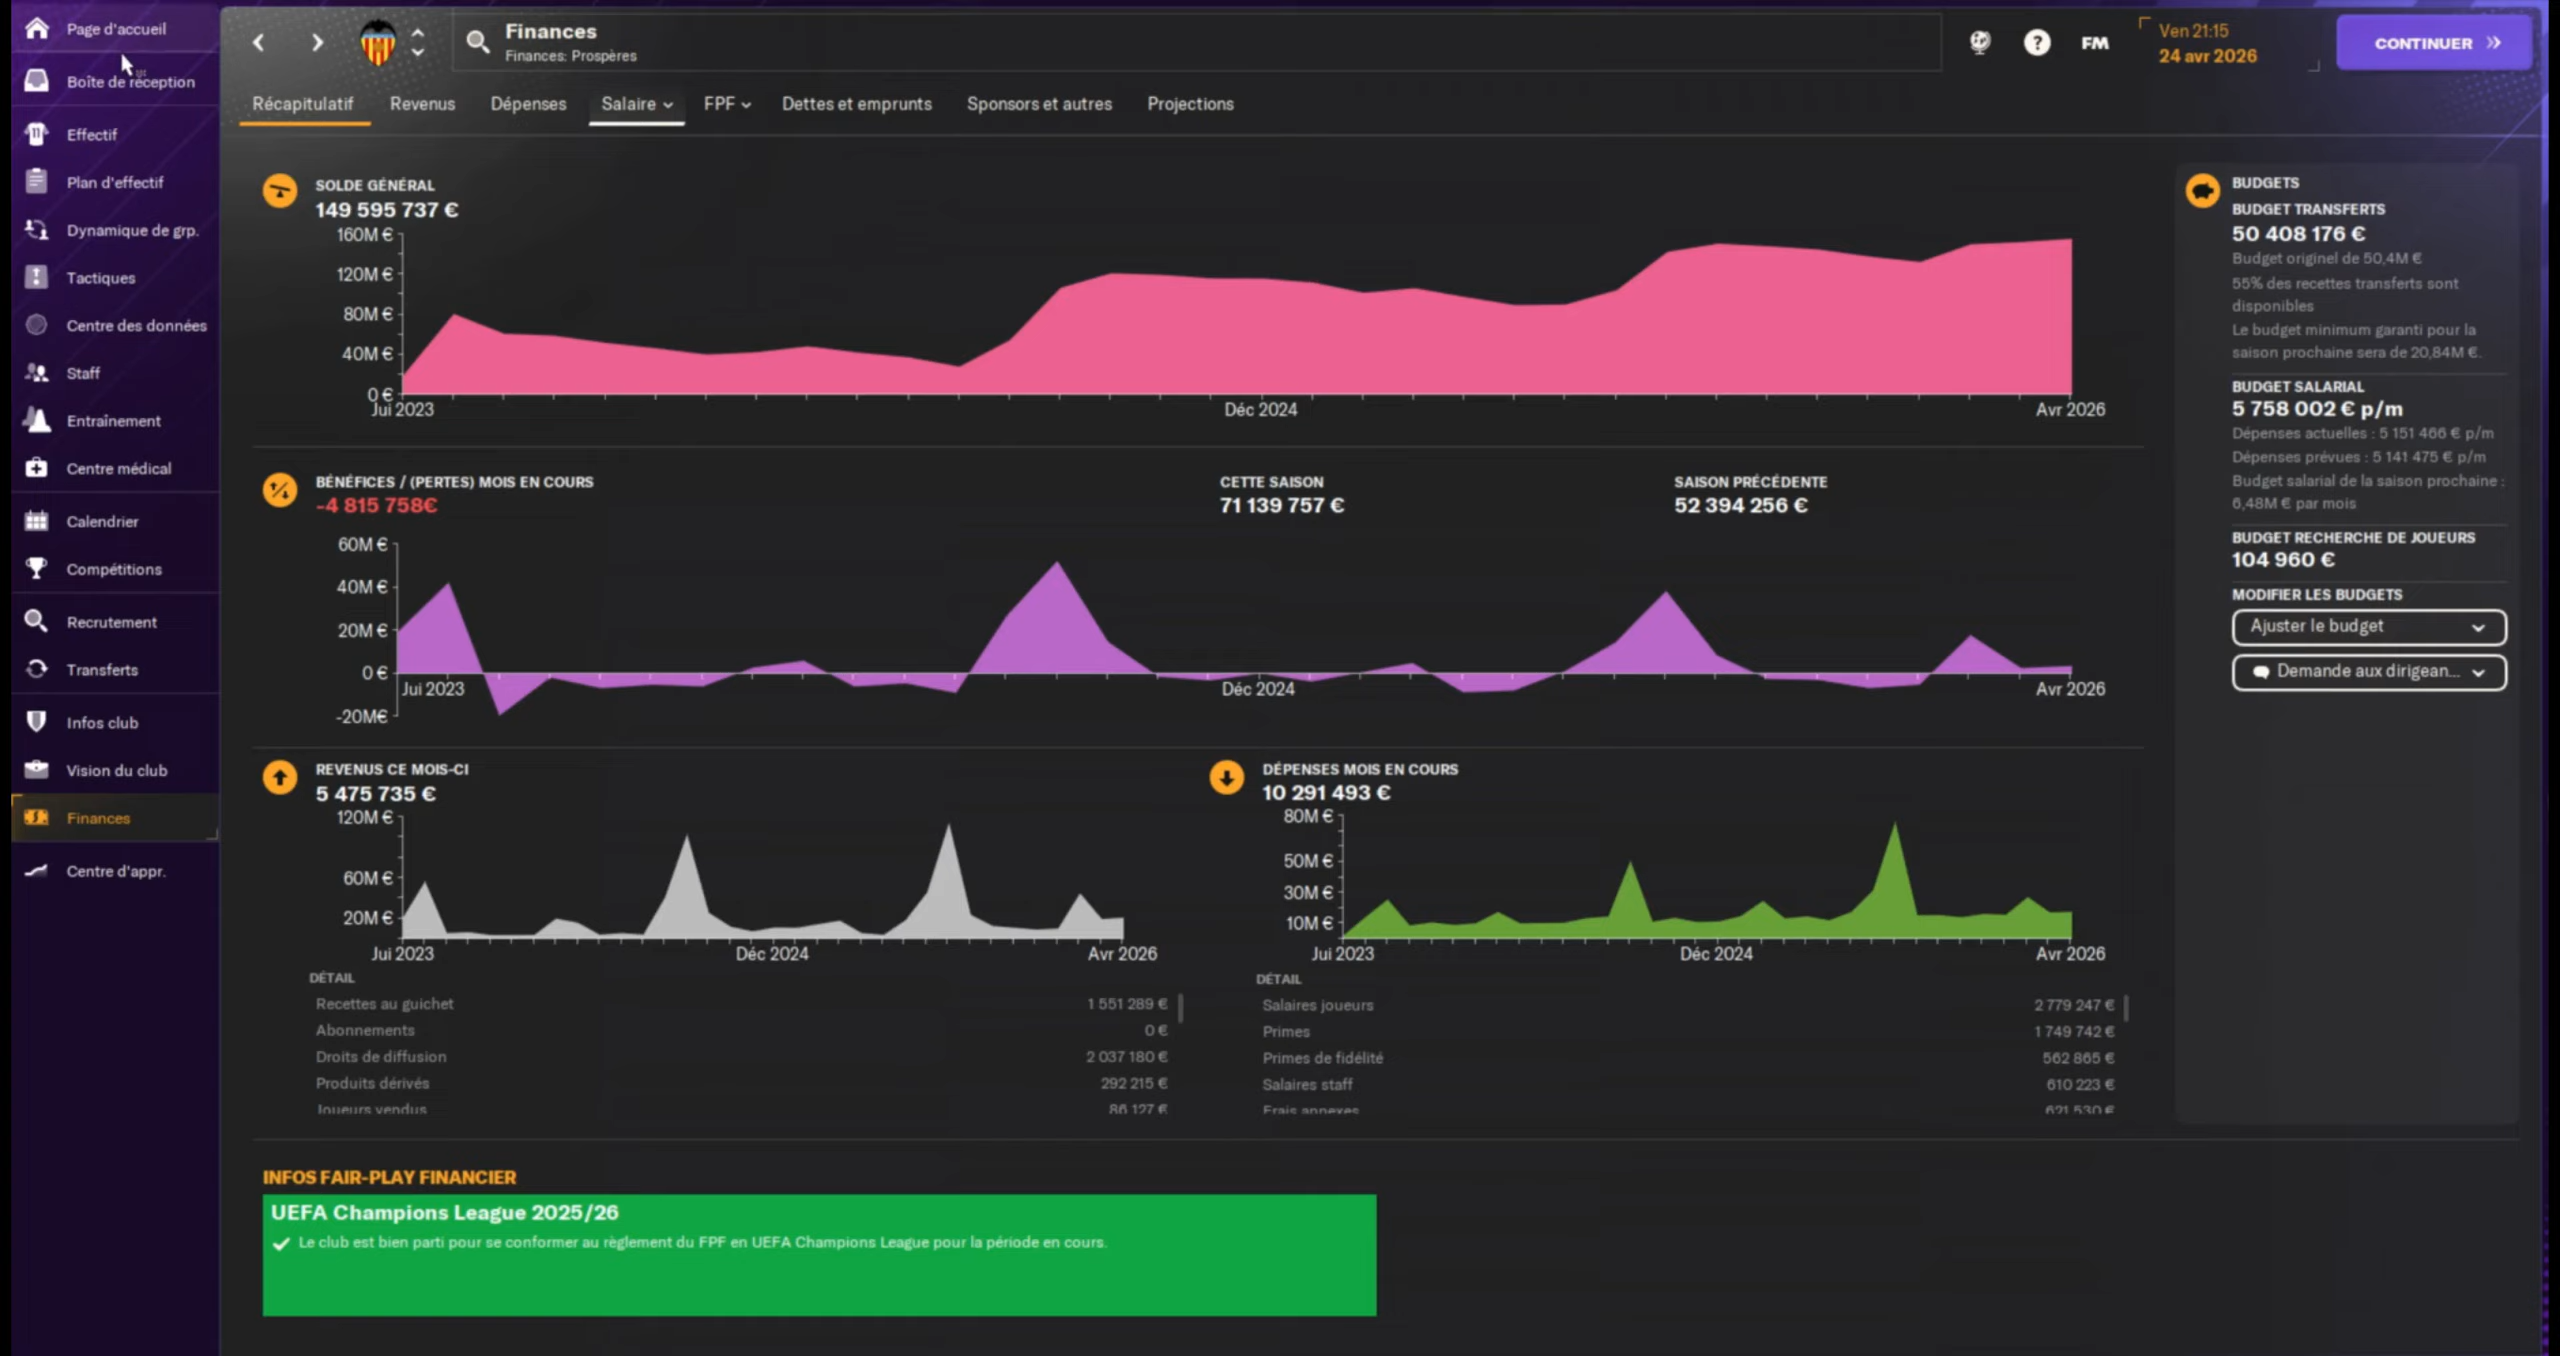 Page d'accueil
Boîte de réception
Effectif
Plan d'effectif
Dynamique de grp.
Tactiques
Centre des données
Staff
Entraînement
Centre médical
Calendrier
Compétitions
Recrutement
Transferts
Infos club
Vision du club
Finances
Centre d'appr.
Finances
Finances: Prospères
FM
Ven 21:15
24 avr 2026
CONTINUER
Récapitulatif Revenus Dépenses Salaire FPF Dettes et emprunts Sponsors et autres Projections
SOLDE GÉNÉRAL
149 595 737 €
160M €
120M €
80M €
40M €
0 €
Jui 2023 Déc 2024 Avr 2026
BÉNÉFICES / (PERTES) MOIS EN COURS
-4 815 758€
CETTE SAISON
71 139 757 €
SAISON PRÉCÉDENTE
52 394 256 €
60M €
40M €
20M €
0 €
-20M€
Jui 2023 Déc 2024 Avr 2026
REVENUS CE MOIS-CI
5 475 735 €
120M €
60M €
20M €
Jui 2023 Déc 2024 Avr 2026
DÉTAIL
Recettes au guichet 1 551 289 €
Abonnements 0 €
Droits de diffusion 2 037 180 €
Produits dérivés 292 215 €
Joueurs vendus 86 127 €
DÉPENSES MOIS EN COURS
10 291 493 €
80M €
50M €
30M €
10M €
Jui 2023 Déc 2024 Avr 2026
DÉTAIL
Salaires joueurs 2 779 247 €
Primes 1 749 742 €
Primes de fidélité 562 865 €
Salaires staff 610 223 €
Frais annexes 621 530 €
BUDGETS
BUDGET TRANSFERTS
50 408 176 €
Budget originel de 50,4M €
55% des recettes transferts sont
disponibles
Le budget minimum garanti pour la
saison prochaine sera de 20,84M €.
BUDGET SALARIAL
5 758 002 € p/m
Dépenses actuelles : 5 151 466 € p/m
Dépenses prévues : 5 141 475 € p/m
Budget salarial de la saison prochaine :
6,48M € par mois
BUDGET RECHERCHE DE JOUEURS
104 960 €
MODIFIER LES BUDGETS
Ajuster le budget
Demande aux dirigean...
INFOS FAIR-PLAY FINANCIER
UEFA Champions League 2025/26
Le club est bien parti pour se conformer au règlement du FPF en UEFA Champions League pour la période en cours.